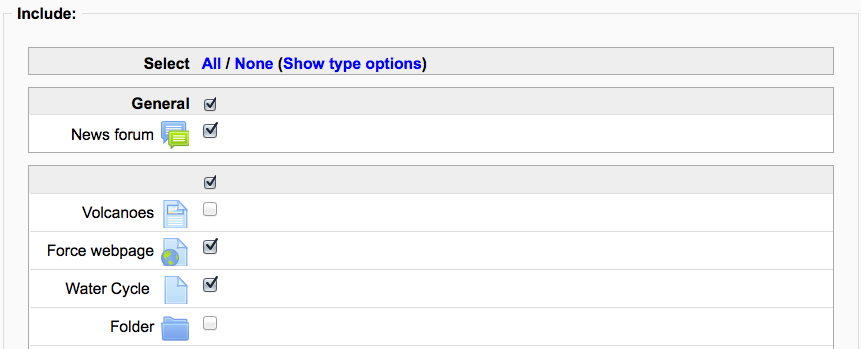 Include:
Select All / None (Show type options)
General
News forum
Volcanoes
Force webpage
Water Cycle
Folder